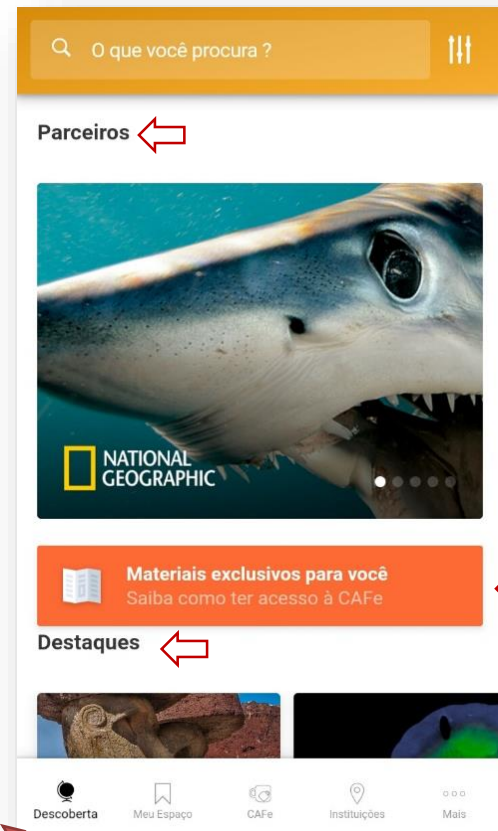 O que você procura ?
Parceiros
NATIONAL
GEOGRAPHIC
Materiais exclusivos para você
Saiba como ter acesso à CAFe
Destaques
Descoberta
Meu Espaço
CAFe
Instituições
Mais